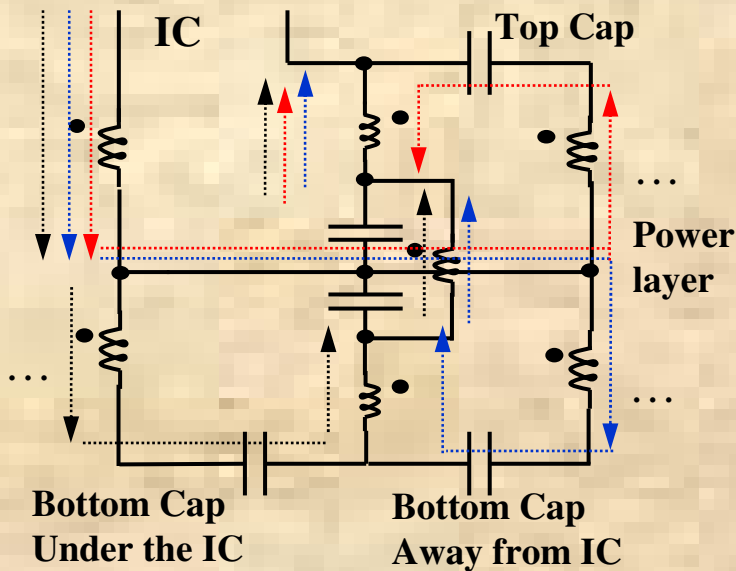 IC
Top Cap
. . .
Power
layer
. . .
. . .
Bottom Cap
Under the IC
Bottom Cap
Away from IC